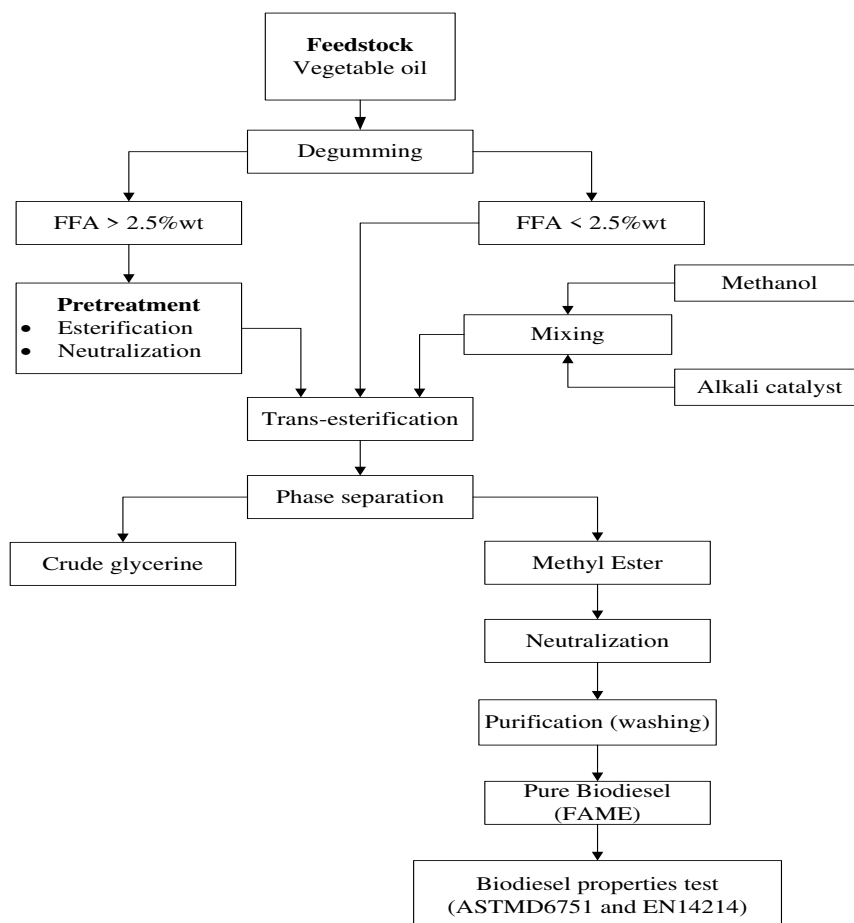 Feedstock
Vegetable oil
Degumming
FFA > 2.5%wt
FFA < 2.5%wt
Pretreatment
• Esterification
• Neutralization
Methanol
Mixing
Alkali catalyst
Trans-esterification
Phase separation
Crude glycerine
Methyl Ester
Neutralization
Purification (washing)
Pure Biodiesel
(FAME)
Biodiesel properties test
(ASTMD6751 and EN14214)